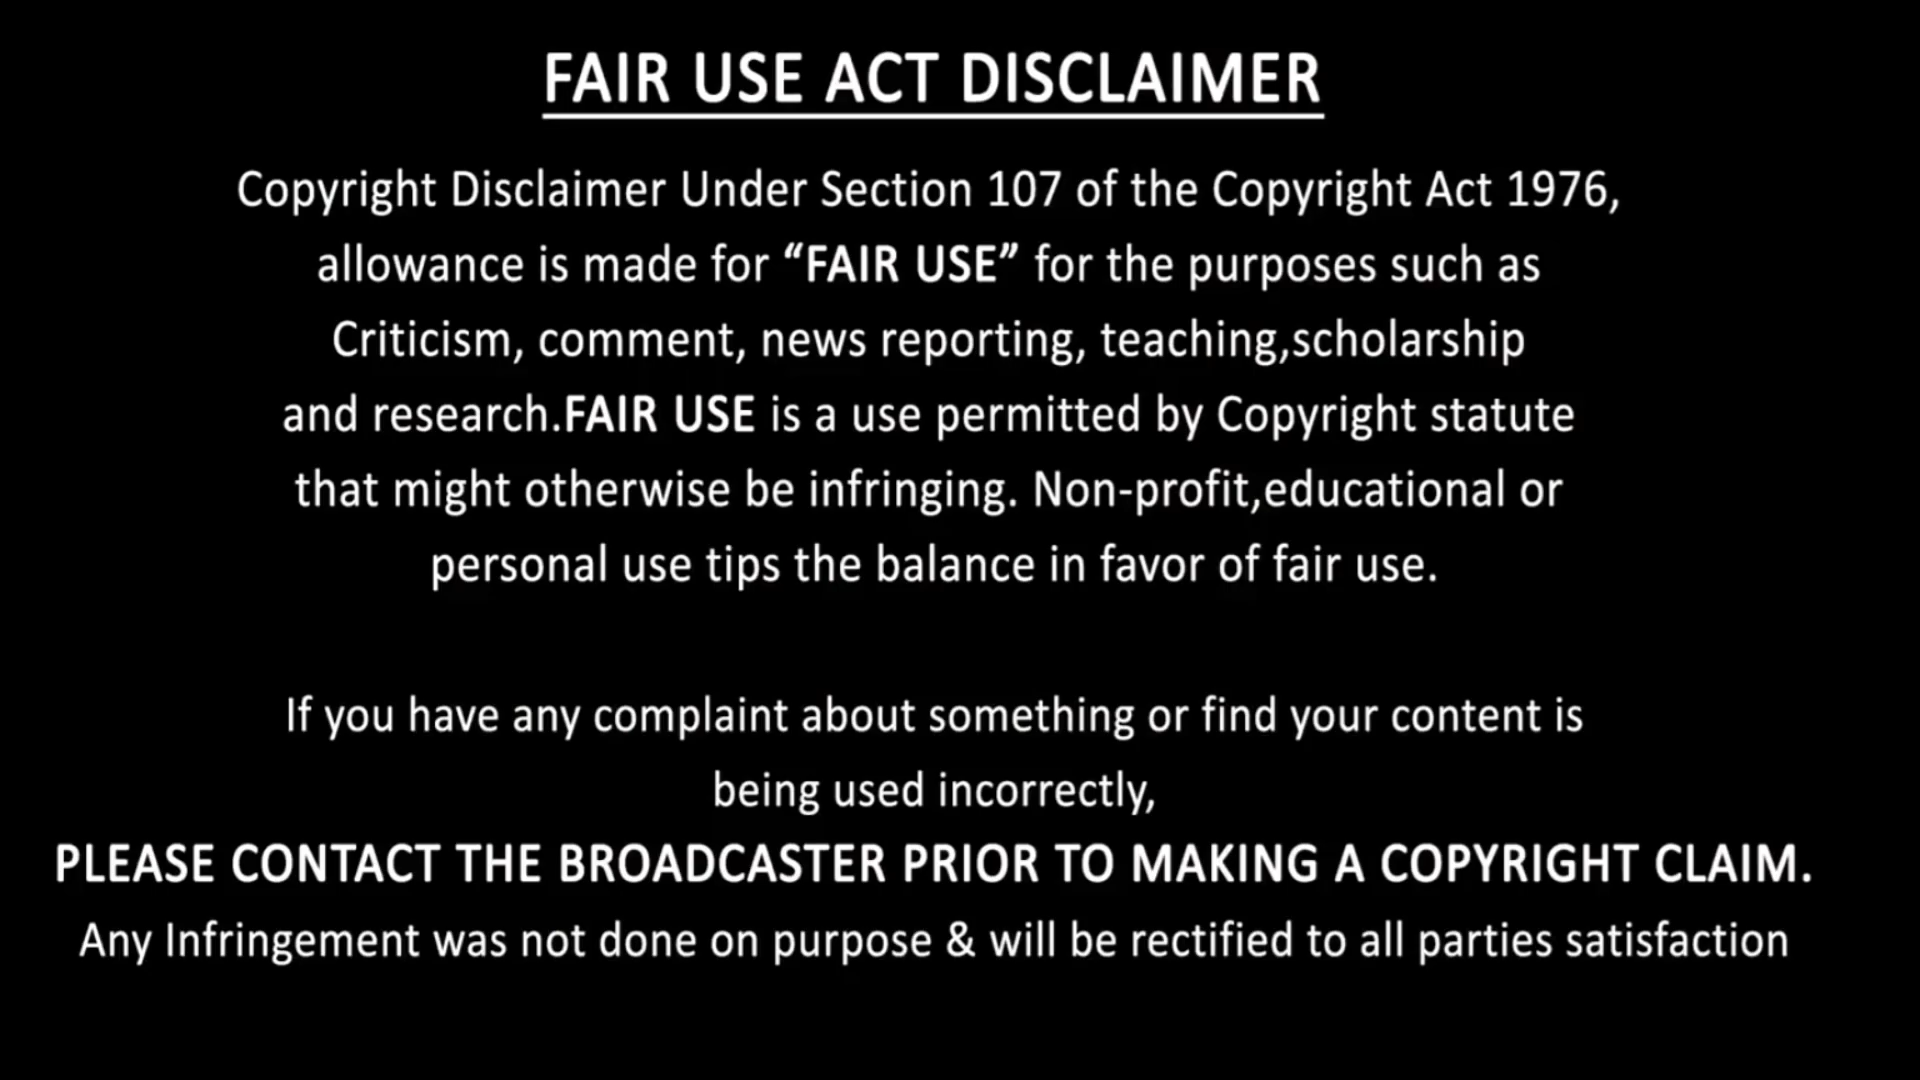 FAIR USE ACT DISCLAIMER
Copyright Disclaimer Under Section 107 of the Copyright Act 1976,
allowance is made for “FAIR USE” for the purposes such as
Criticism, comment, news reporting, teaching,scholarship
and research.FAIR USE is a use permitted by Copyright statute
that might otherwise be infringing. Non-profit,educational or
personal use tips the balance in favor of fair use.
If you have any complaint about something or find your content is
being used incorrectly,
PLEASE CONTACT THE BROADCASTER PRIOR TO MAKING A COPYRIGHT CLAIM.
Any Infringement was not done on purpose & will be rectified to all parties satisfaction